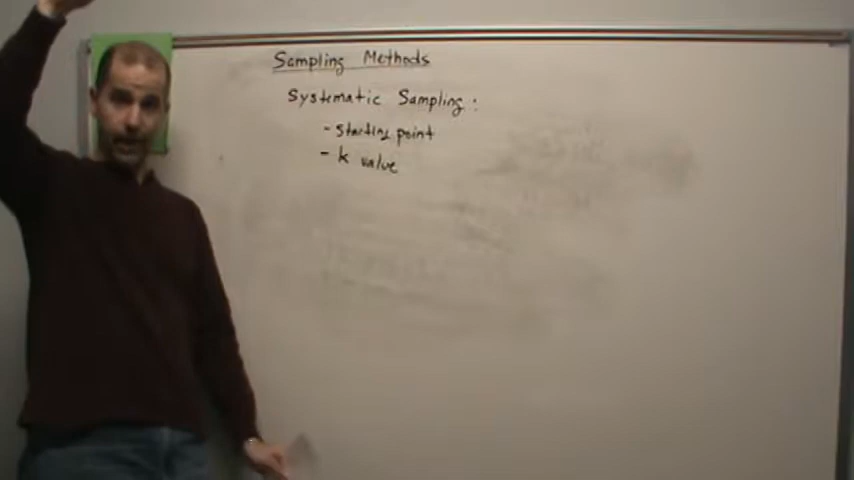 Sampling Methods
Systematic Sampling:
- starting point
- k value